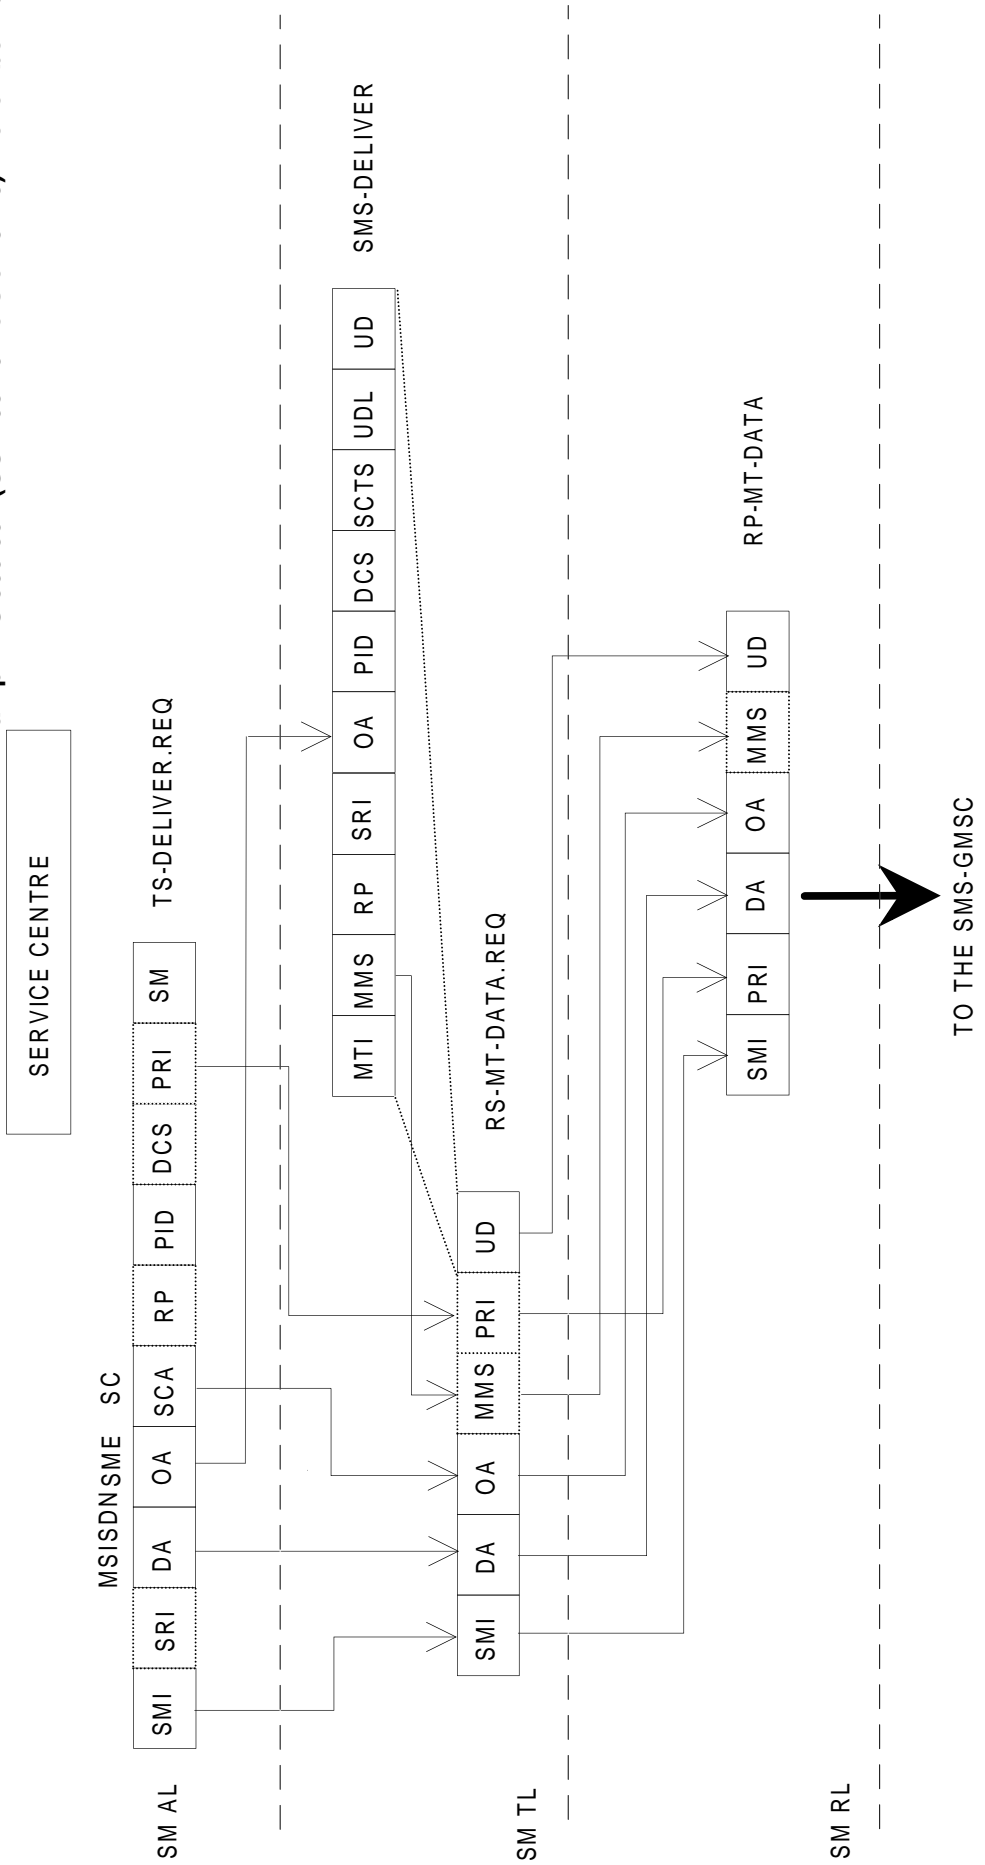 SERVICE CENTRE
MSISDN SME SC
SM AL
SMI SRI DA OA SCA RP PID DCS PRI SM
TS-DELIVER.REQ
MTI MMS RP SRI OA PID DCS SCTS UDL UD
SMS-DELIVER
SM TL
SMI DA OA MMS PRI UD
RS-MT-DATA.REQ
SM RL
SMI PRI DA OA MMS UD
RP-MT-DATA
TO THE SMS-GMSC